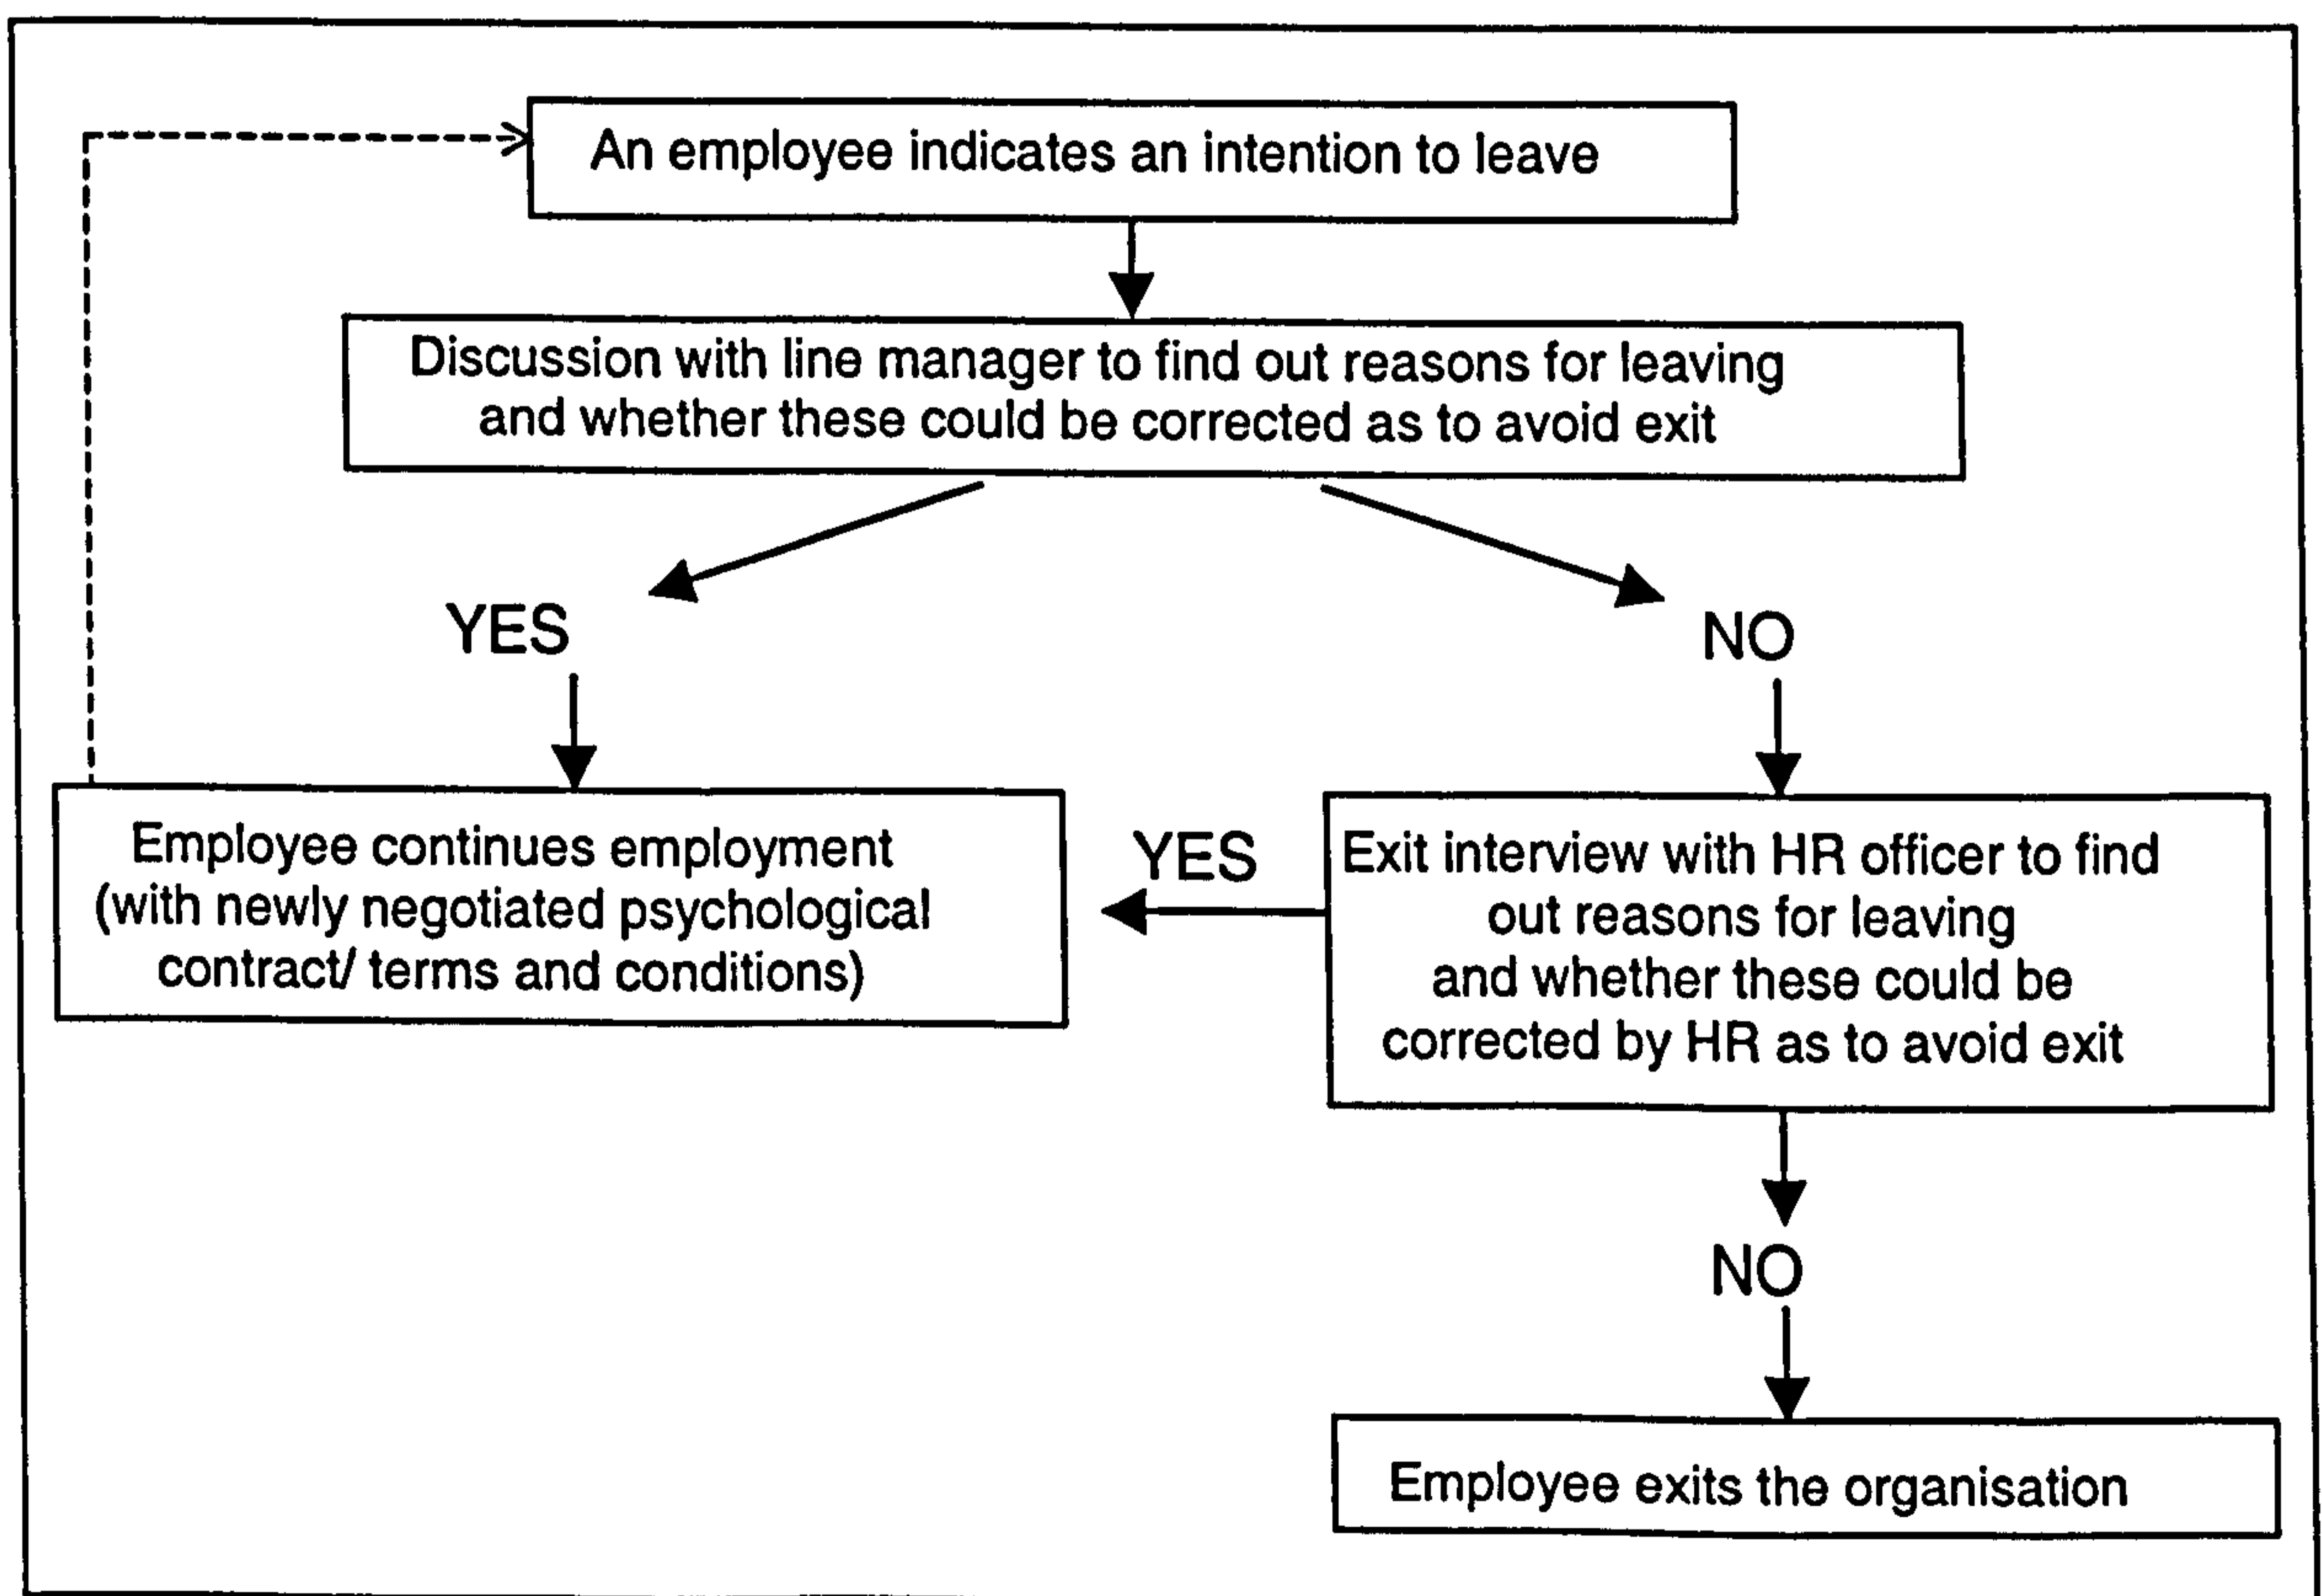 An employee indicates an intention to leave
Discussion with line manager to find out reasons for leaving
and whether these could be corrected as to avoid exit
YES
NO
Employee continues employment
(with newly negotiated psychological
contract/ terms and conditions)
YES
Exit interview with HR officer to find
out reasons for leaving
and whether these could be
corrected by HR as to avoid exit
NO
Employee exits the organisation